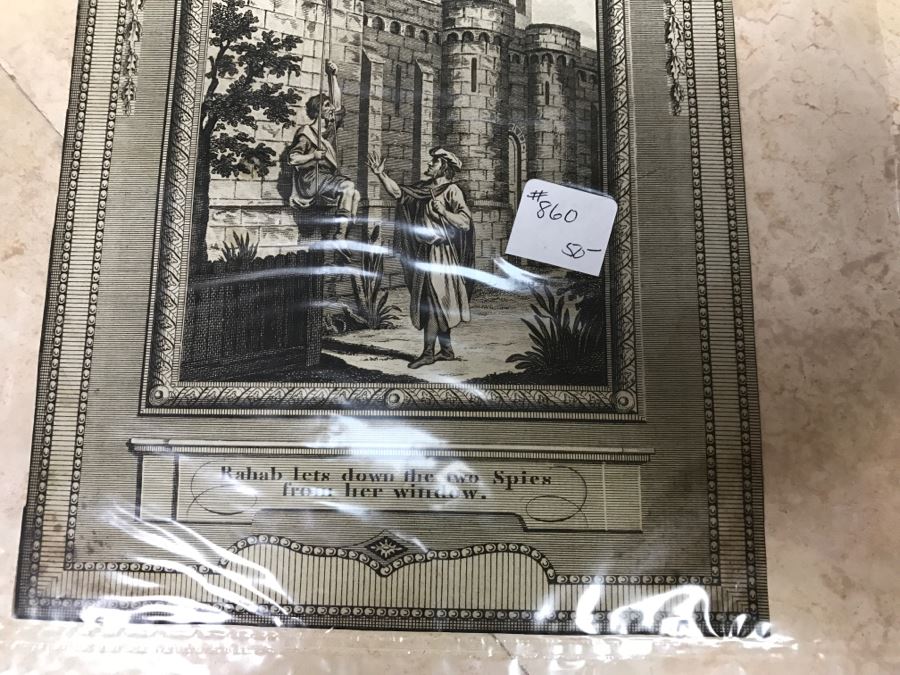 #860
50-
Rahab lets down the two Spies
from her window.